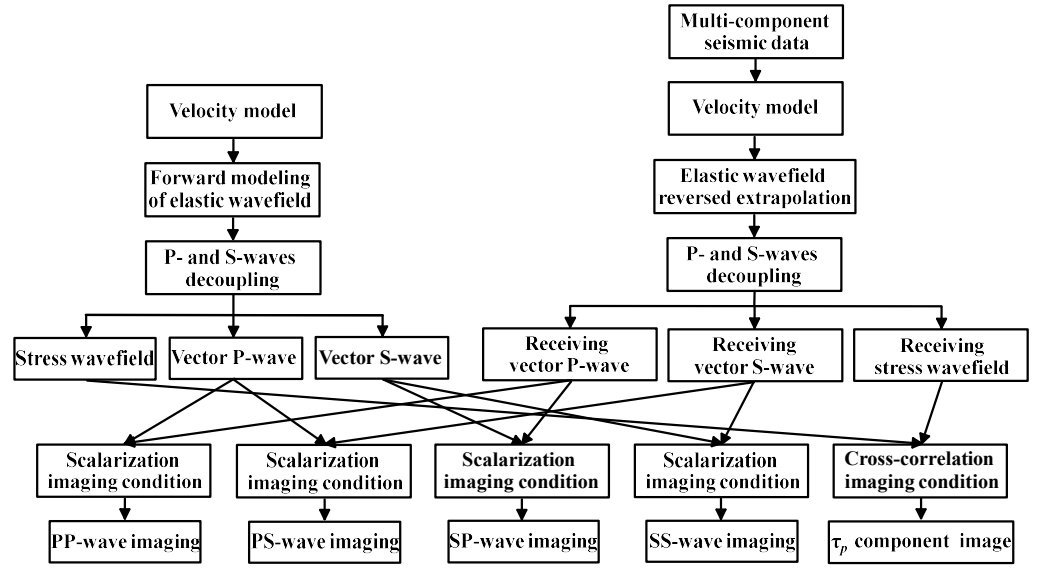 Multi-component
seismic data
Velocity model
Velocity model
Forward modeling
of elastic wavefield
Elastic wavefield
reversed extrapolation
P- and S-waves
decoupling
P- and S-waves
decoupling
Stress wavefield
Vector P-wave
Vector S-wave
Receiving
vector P-wave
Receiving
vector S-wave
Receiving
stress wavefield
Scalarization
imaging condition
Scalarization
imaging condition
Scalarization
imaging condition
Scalarization
imaging condition
Cross-correlation
imaging condition
PP-wave imaging
PS-wave imaging
SP-wave imaging
SS-wave imaging
τp component image